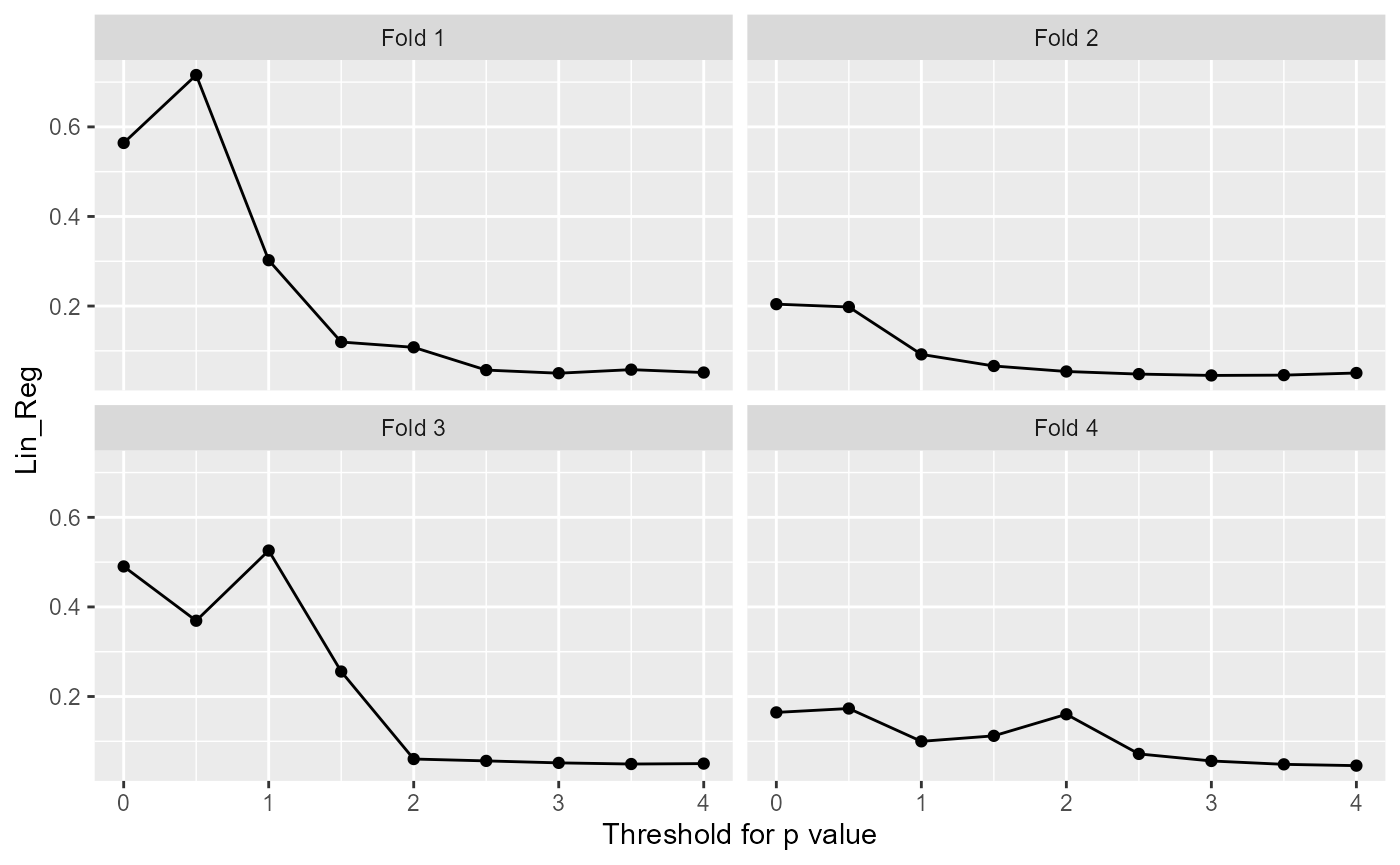 Fold 1
Fold 2
0.6
0.4
0.2
Fold 3
Fold 4
0.6
0.4
0.2
0 1 2 3 4
0 1 2 3 4
Lin_Reg
Threshold for p value